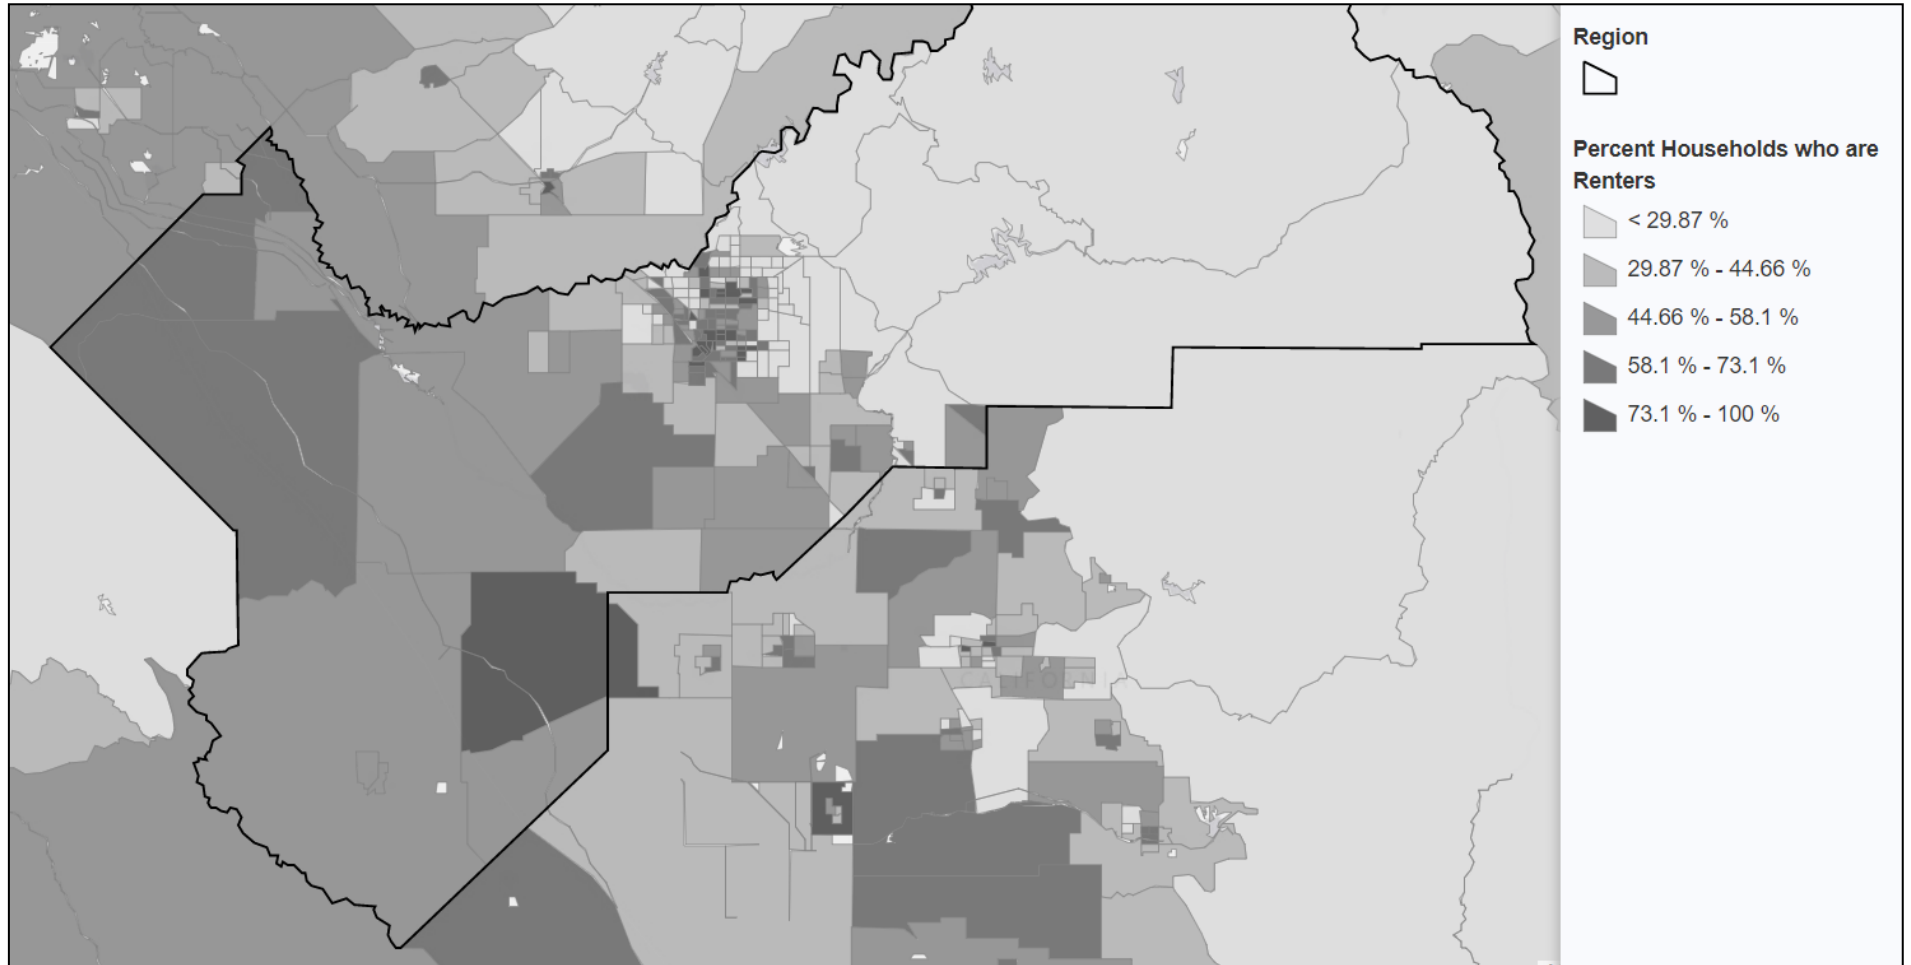 Region
Percent Households who are
Renters
< 29.87 %
29.87 % - 44.66 %
44.66 % - 58.1 %
58.1 % - 73.1 %
73.1 % - 100 %
CALIFORNIA